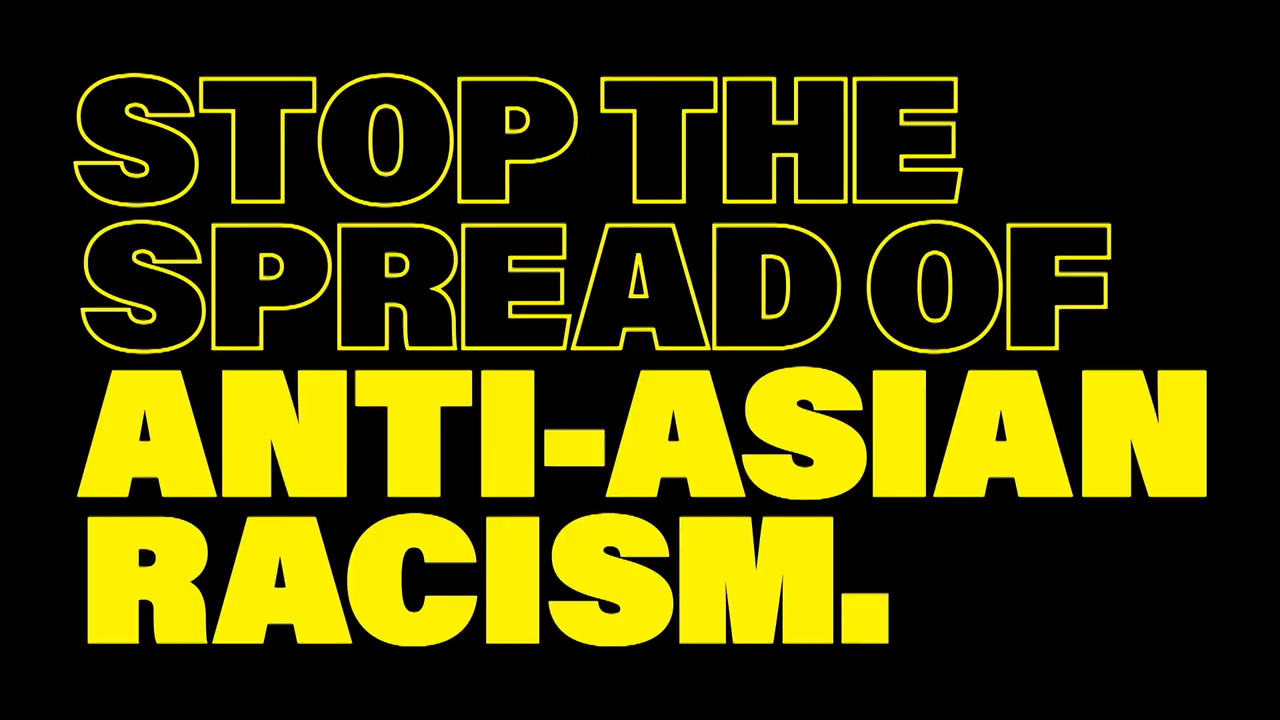 STOP THE
SPREAD OF
ANTI-ASIAN
RACISM.